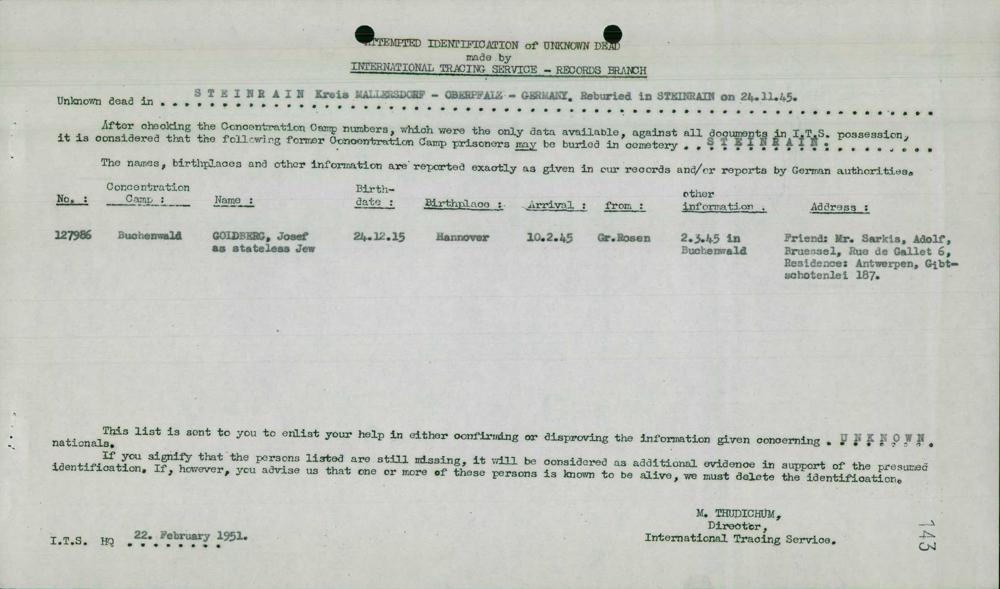 ATTEMPTED IDENTIFICATION of UNKNOWN DEAD
made by
INTERNATIONAL TRACING SERVICE - RECORDS BRANCH
Unknown dead in . . . S T E I N R A I N Kreis MALLERSDORF - OBERPFALZ - GERMANY. Reburied in STEINRAIN on 24.11.45.
After checking the Concentration Camp numbers, which were the only data available, against all documents in I.T.S. possession,
it is considered that the following former Concentration Camp prisoners may be buried in cemetery . . S T E I N R A I N .
The names, birthplaces and other information are reported exactly as given in our records and/or reports by German authorities.
No. : Concentration Camp : Name : Birth-date : Birthplace : Arrival : from : other information . Address :
127986 Buchenwald GOLDBERG, Josef 24.12.15 Hannover 10.2.45 Gr.Rosen 2.3.45 in Friend: Mr. Sarkis, Adolf,
as stateless Jew Buchenwald Bruessel, Rue de Gallet 6,
Residence: Antwerpen, Gibt-
schotenlei 187.
This list is sent to you to enlist your help in either confirming or disproving the information given concerning . U N K N O W N .
nationals.
If you signify that the persons listed are still missing, it will be considered as additional evidence in support of the presumed
identification. If, however, you advise us that one or more of these persons is known to be alive, we must delete the identification.
M. THUDICHUM,
Director,
International Tracing Service.
I.T.S. HQ 22. February 1951.
143